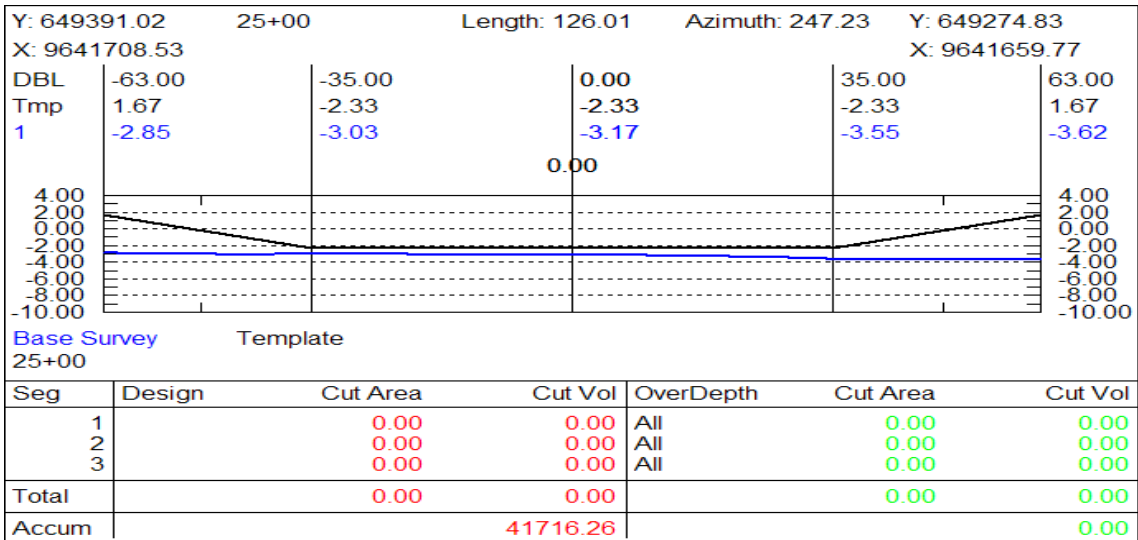 Y: 649391.02 25+00 Length: 126.01 Azimuth: 247.23 Y: 649274.83
X: 9641708.53 X: 9641659.77
DBL -63.00 -35.00 0.00 35.00 63.00
Tmp 1.67 -2.33 -2.33 -2.33 1.67
1 -2.85 -3.03 -3.17 -3.55 -3.62
0.00
4.00 4.00
2.00 2.00
0.00 0.00
-2.00 -2.00
-4.00 -4.00
-6.00 -6.00
-8.00 -8.00
-10.00 -10.00
Base Survey Template
25+00
Seg Design Cut Area Cut Vol OverDepth Cut Area Cut Vol
1 0.00 0.00 All 0.00 0.00
2 0.00 0.00 All 0.00 0.00
3 0.00 0.00 All 0.00 0.00
Total 0.00 0.00 0.00 0.00
Accum 41716.26 0.00